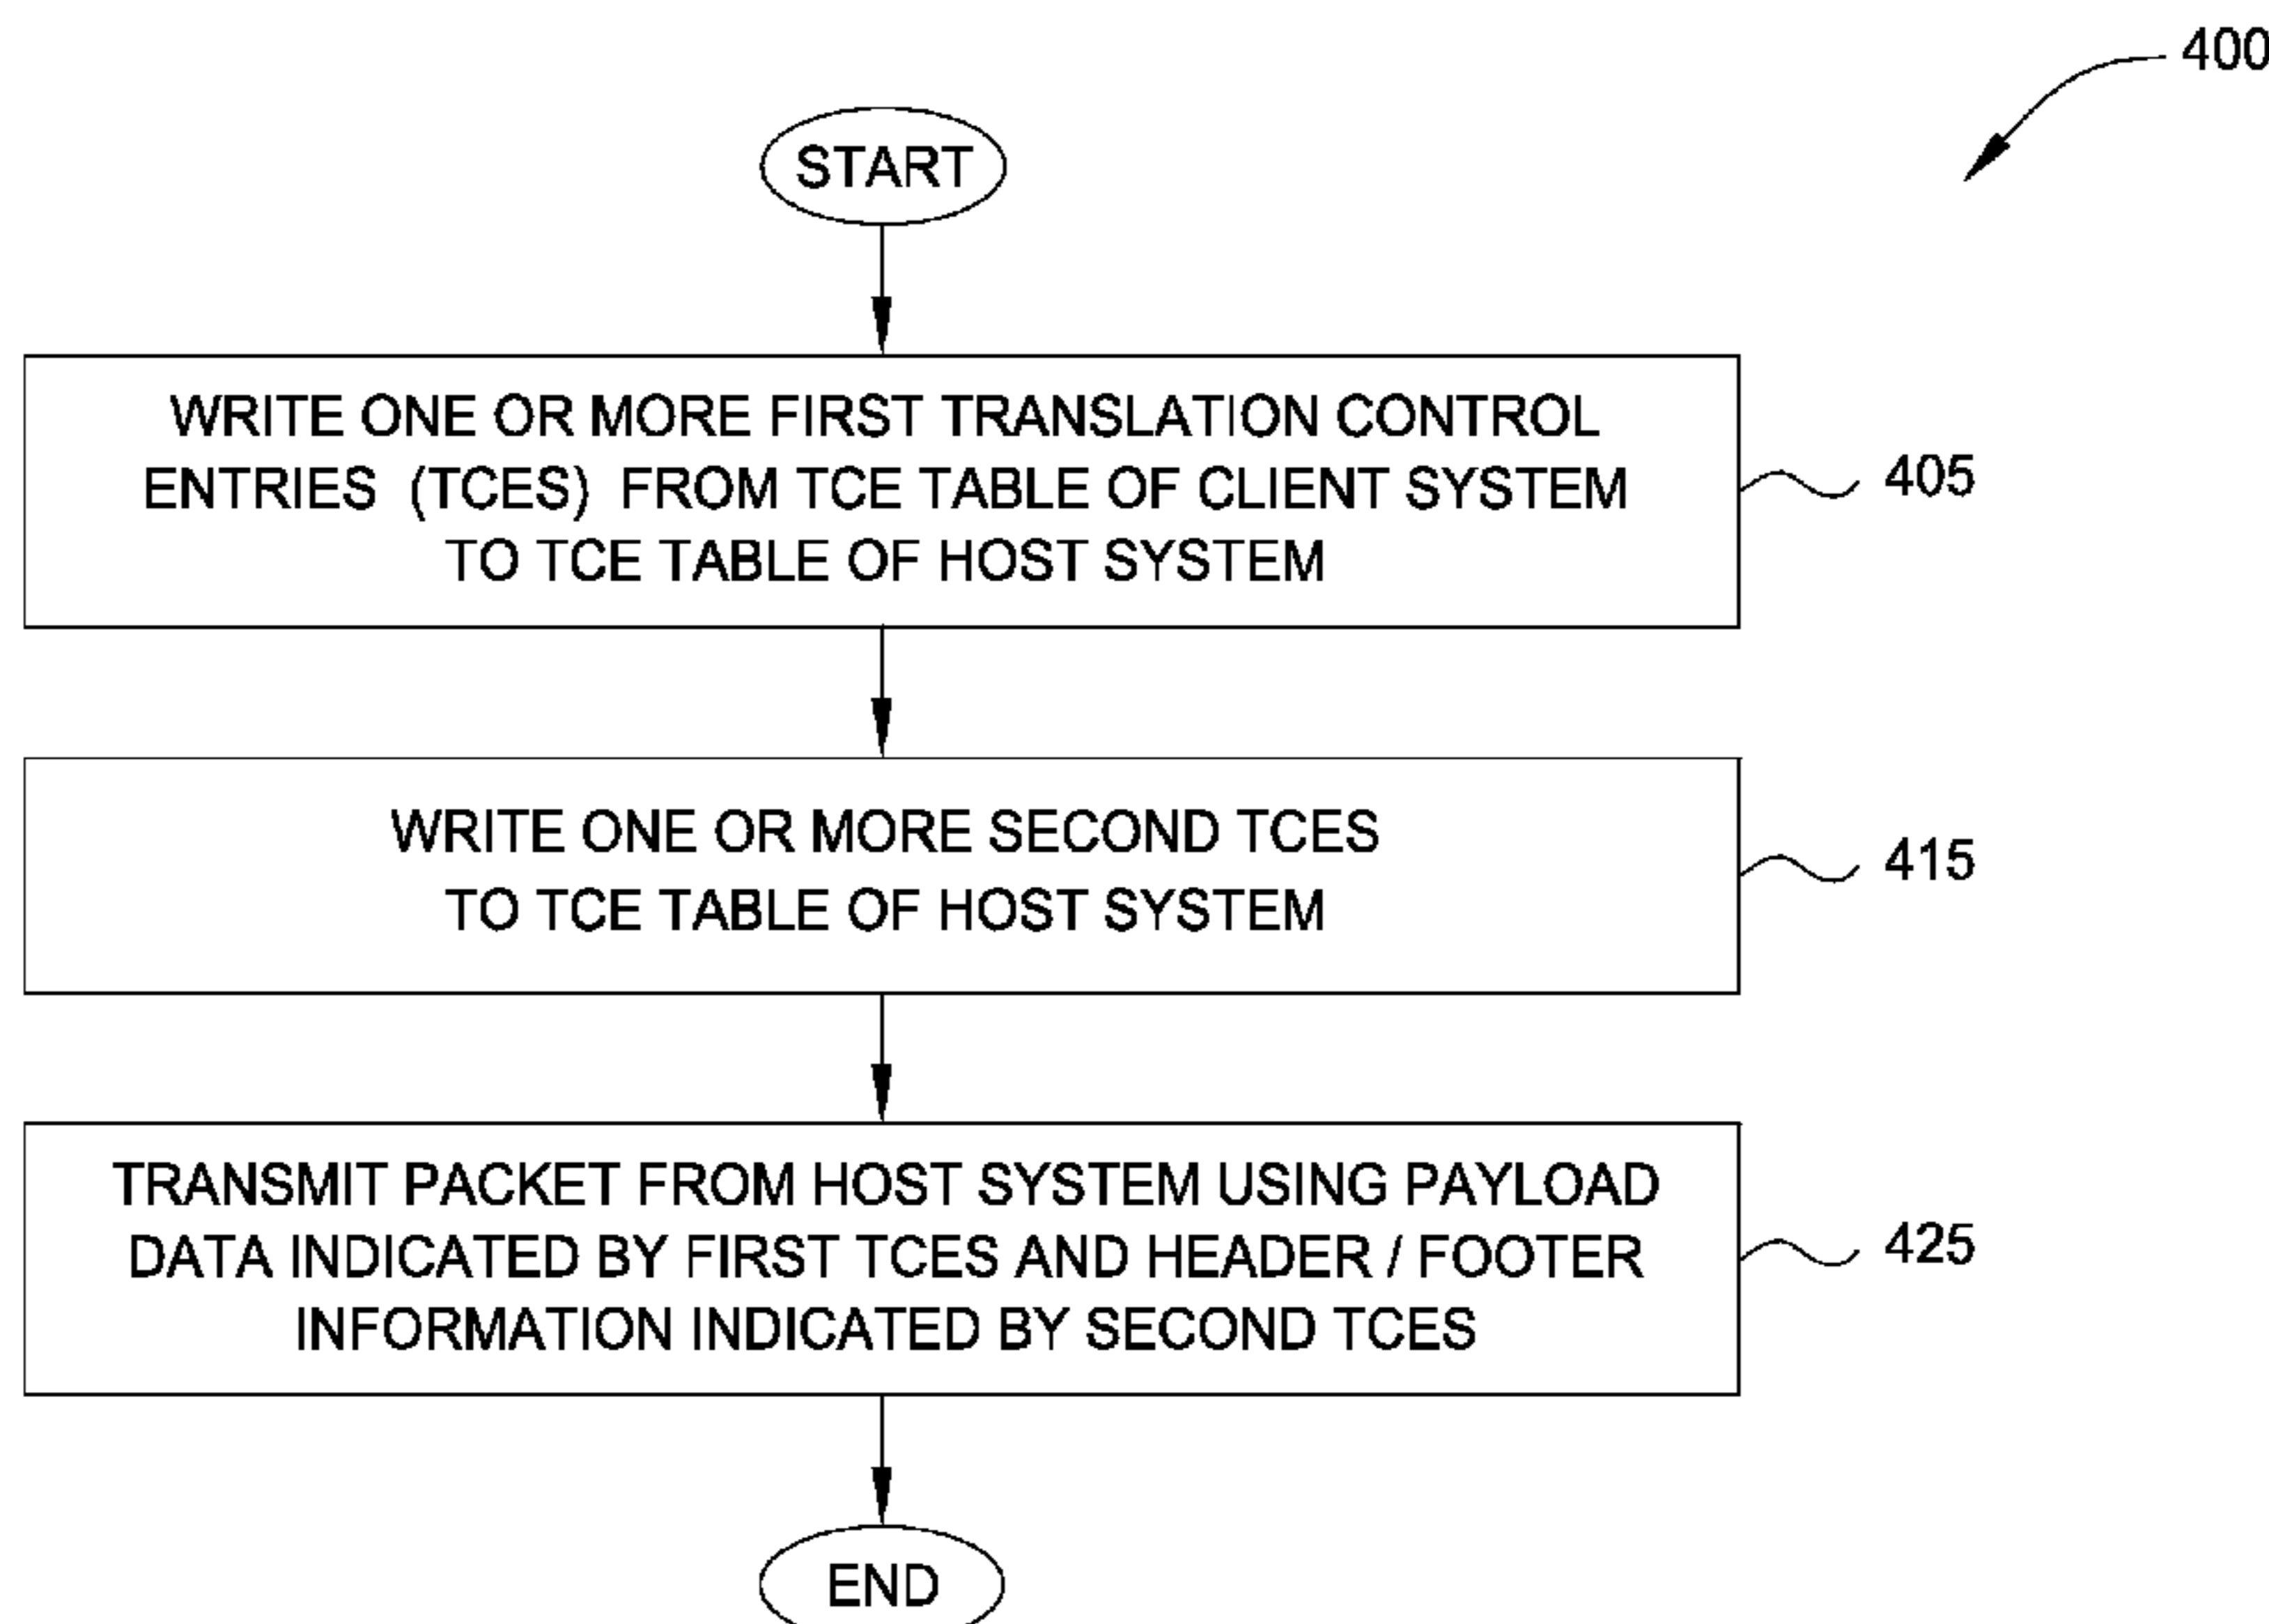 400
START
WRITE ONE OR MORE FIRST TRANSLATION CONTROL
ENTRIES (TCES) FROM TCE TABLE OF CLIENT SYSTEM
TO TCE TABLE OF HOST SYSTEM
405
WRITE ONE OR MORE SECOND TCES
TO TCE TABLE OF HOST SYSTEM
415
TRANSMIT PACKET FROM HOST SYSTEM USING PAYLOAD
DATA INDICATED BY FIRST TCES AND HEADER / FOOTER
INFORMATION INDICATED BY SECOND TCES
425
END